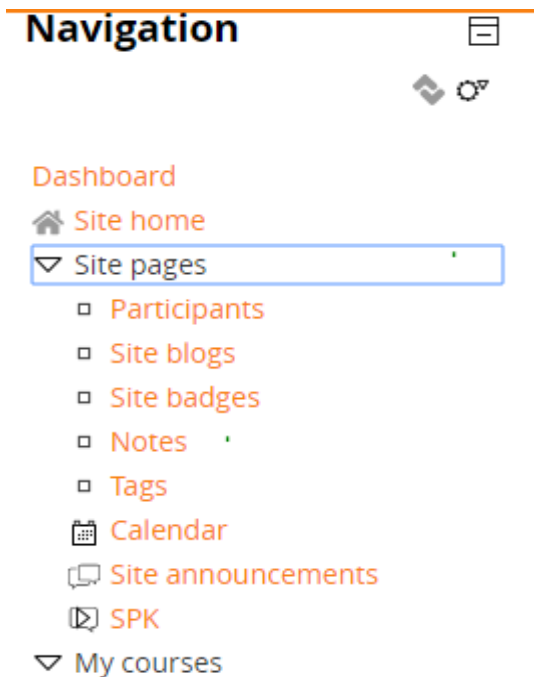 Navigation
Dashboard
Site home
Site pages
Participants
Site blogs
Site badges
Notes
Tags
Calendar
Site announcements
SPK
My courses